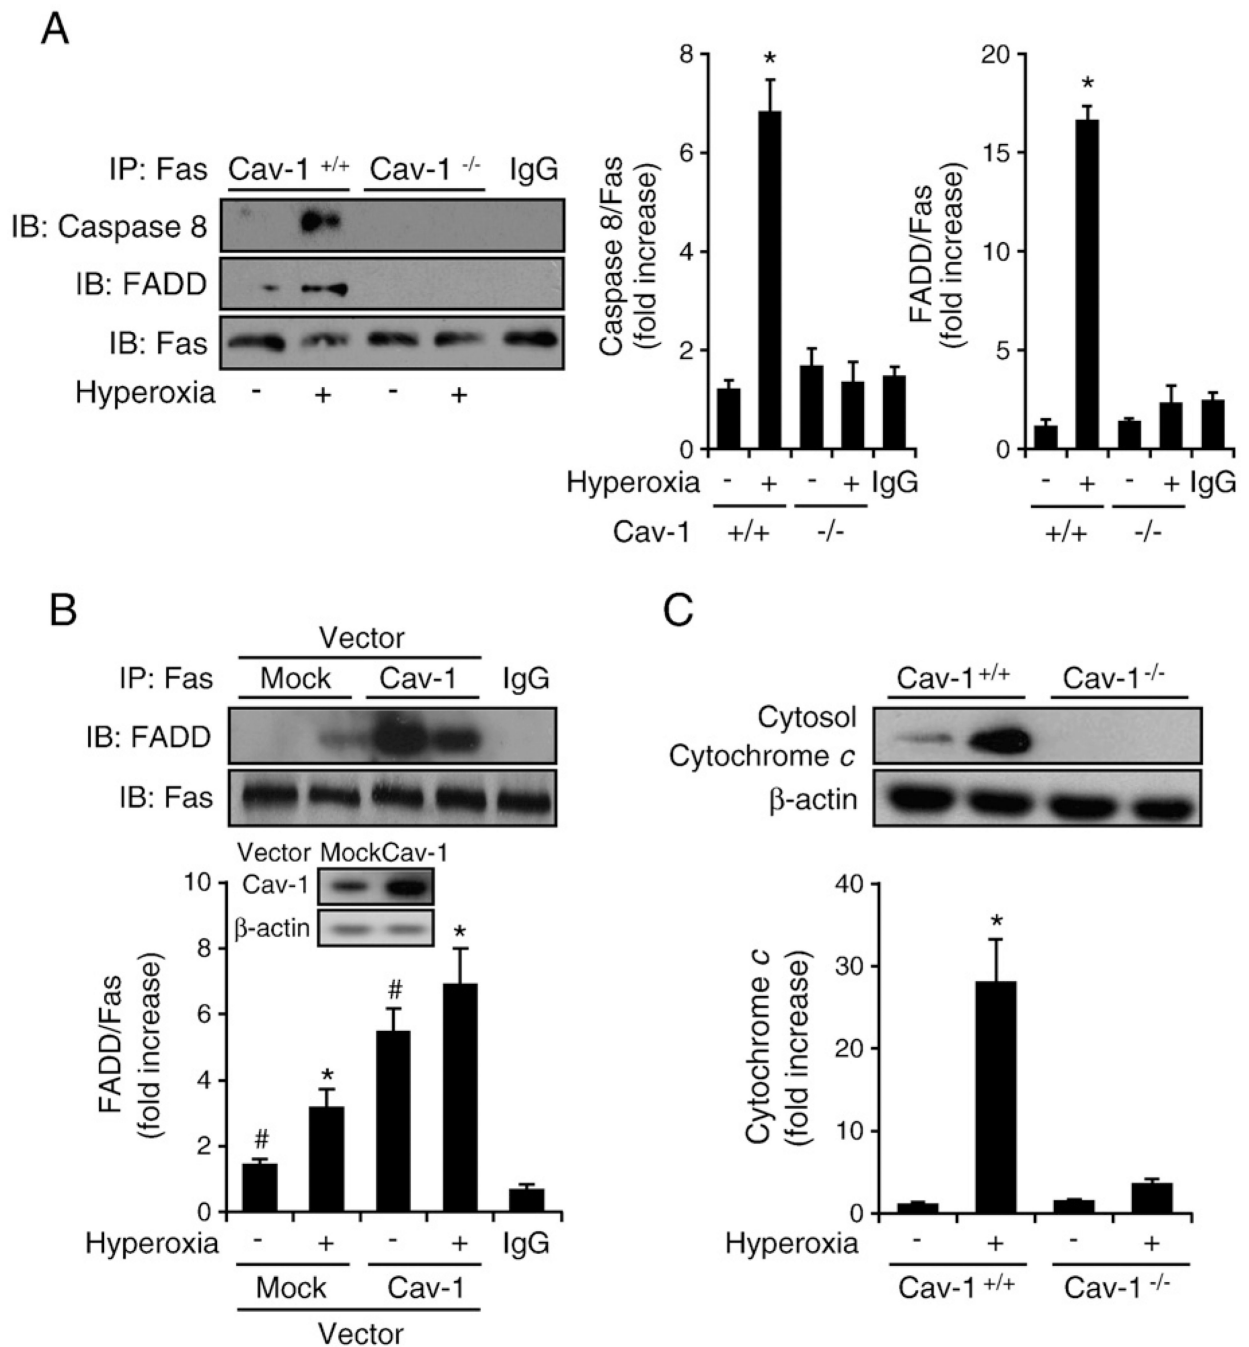 A
IP: Fas Cav-1 +/+ Cav-1 -/- IgG
IB: Caspase 8
IB: FADD
IB: Fas
Hyperoxia - + - +
Caspase 8/Fas
(fold increase)
8
6
4
2
0
Hyperoxia - + - + IgG
Cav-1 +/+ -/-
*
FADD/Fas
(fold increase)
20
15
10
5
0
- + - + IgG
+/+ -/-
*
B
Vector
IP: Fas Mock Cav-1 IgG
IB: FADD
IB: Fas
Vector MockCav-1
Cav-1
β-actin
FADD/Fas
(fold increase)
10
8
6
4
2
0
# * # *
Hyperoxia - + - + IgG
Mock Cav-1
Vector
C
Cav-1+/+ Cav-1-/-
Cytosol
Cytochrome c
β-actin
Cytochrome c
(fold increase)
40
30
20
10
0
*
Hyperoxia - + - +
Cav-1 +/+ Cav-1 -/-